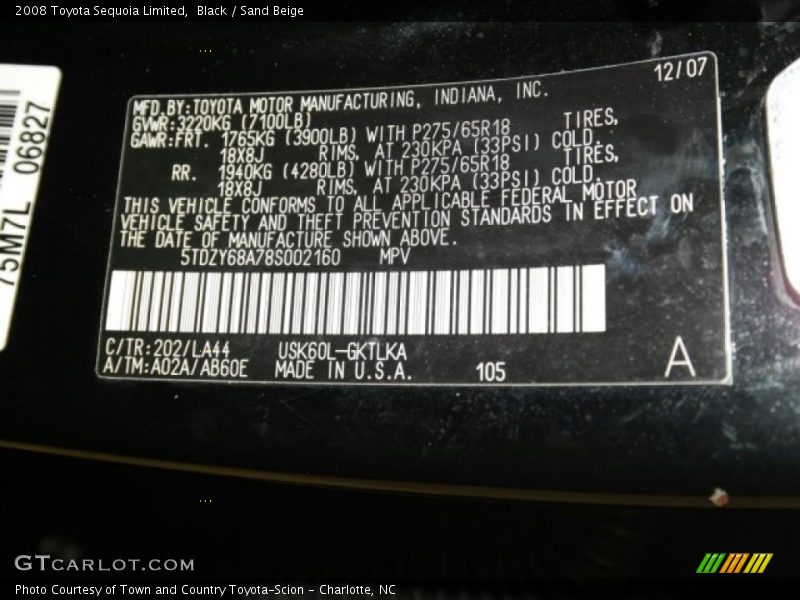 2008 Toyota Sequoia Limited,  Black / Sand Beige
12/07
MFD.BY:TOYOTA MOTOR MANUFACTURING, INDIANA, INC.
GVWR:3220KG (7100LB)
GAWR:FRT. 1765KG (3900LB) WITH P275/65R18 TIRES,
18X8J RIMS, AT 230KPA (33PSI) COLD.
RR. 1940KG (4280LB) WITH P275/65R18 TIRES,
18X8J RIMS, AT 230KPA (33PSI) COLD.
THIS VEHICLE CONFORMS TO ALL APPLICABLE FEDERAL MOTOR
VEHICLE SAFETY AND THEFT PREVENTION STANDARDS IN EFFECT ON
THE DATE OF MANUFACTURE SHOWN ABOVE.
5TDZY68A78S002160 MPV
C/TR:202/LA44 USK60L-GKTLKA
A/TM:A02A/AB60E MADE IN U.S.A. 105 A
75M7L 06827
GTCARLOT.COM
Photo Courtesy of Town and Country Toyota-Scion - Charlotte, NC